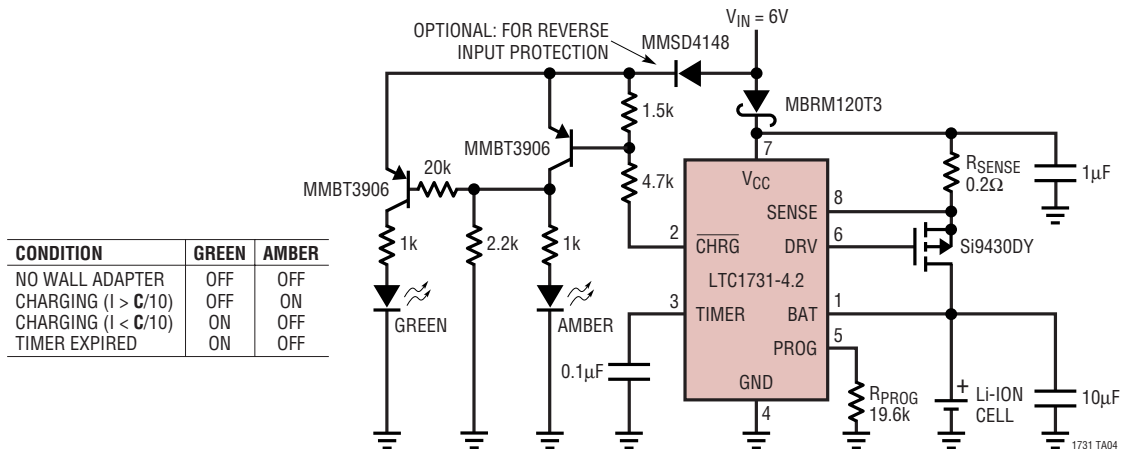 V_IN = 6V
OPTIONAL: FOR REVERSE
INPUT PROTECTION
MMSD4148
MBRM120T3
1.5k
MMBT3906
20k
MMBT3906
4.7k
7
V_CC
R_SENSE
0.2Ω
1µF
8
SENSE
1k
2.2k
1k
2
CHRG
DRV
6
Si9430DY
LTC1731-4.2
GREEN
AMBER
3
TIMER
BAT
1
PROG
5
0.1µF
GND
4
R_PROG
19.6k
+
Li-ION
CELL
10µF
CONDITION GREEN AMBER
NO WALL ADAPTER OFF OFF
CHARGING (I > C/10) OFF ON
CHARGING (I < C/10) ON OFF
TIMER EXPIRED ON OFF
1731 TA04